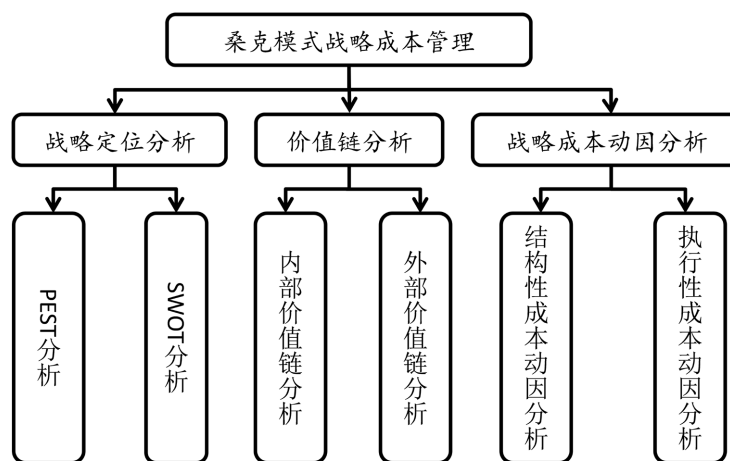 桑克模式战略成本管理
战略定位分析
价值链分析
战略成本动因分析
PEST分析
SWOT分析
内部价值链分析
外部价值链分析
结构性成本动因分析
执行性成本动因分析